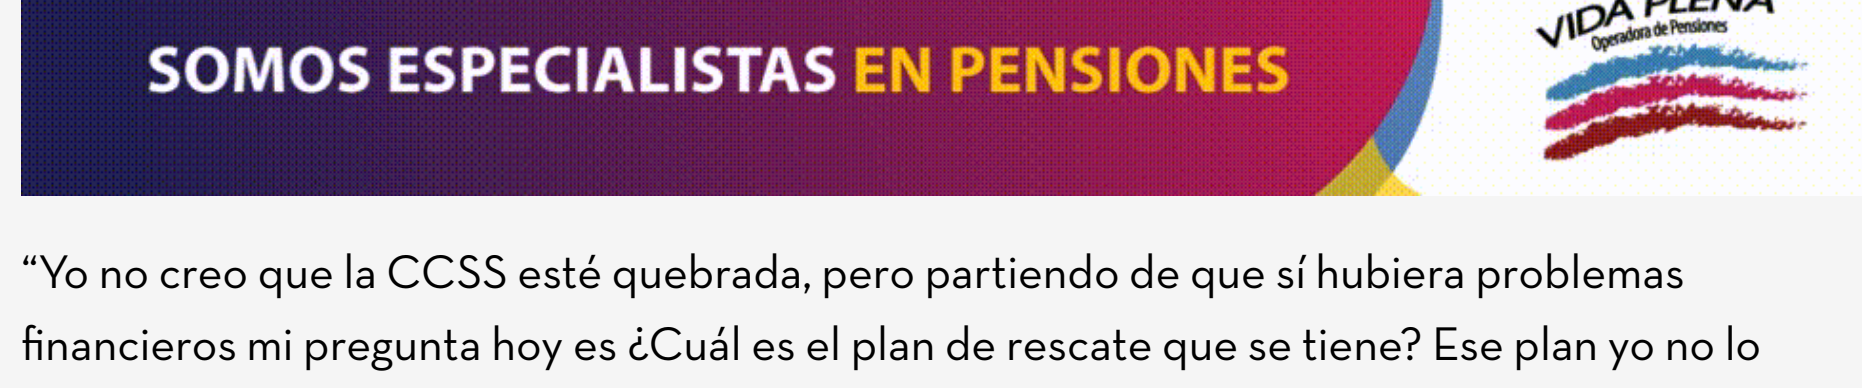 SOMOS ESPECIALISTAS EN PENSIONES
VIDA PLENA
Operadora de Pensiones
“Yo no creo que la CCSS esté quebrada, pero partiendo de que sí hubiera problemas
financieros mi pregunta hoy es ¿Cuál es el plan de rescate que se tiene? Ese plan yo no lo